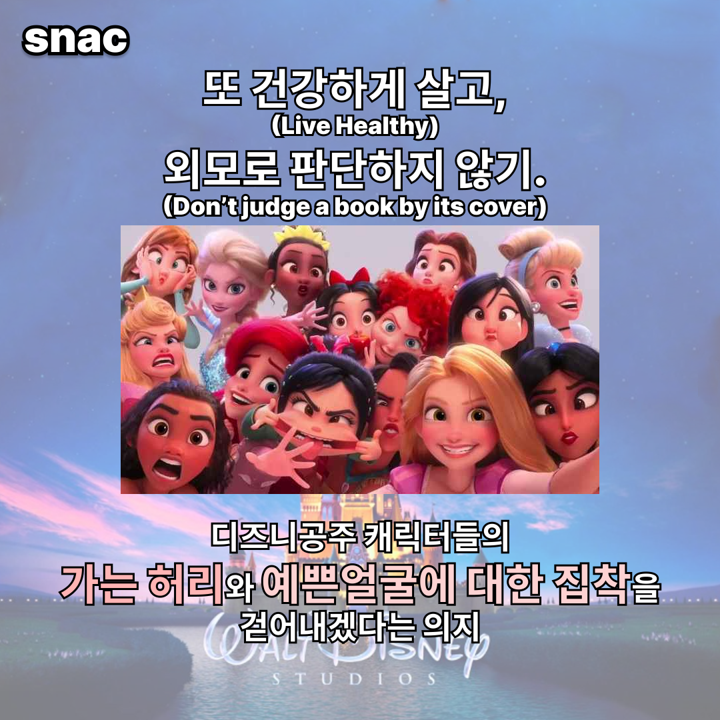 snac
또 건강하게 살고,
(Live Healthy)
외모로 판단하지 않기.
(Don't judge a book by its cover)
디즈니공주 캐릭터들의
가는 허리와 예쁜얼굴에 대한 집착을
걷어내겠다는 의지
WALT DISNEY
STUDIOS